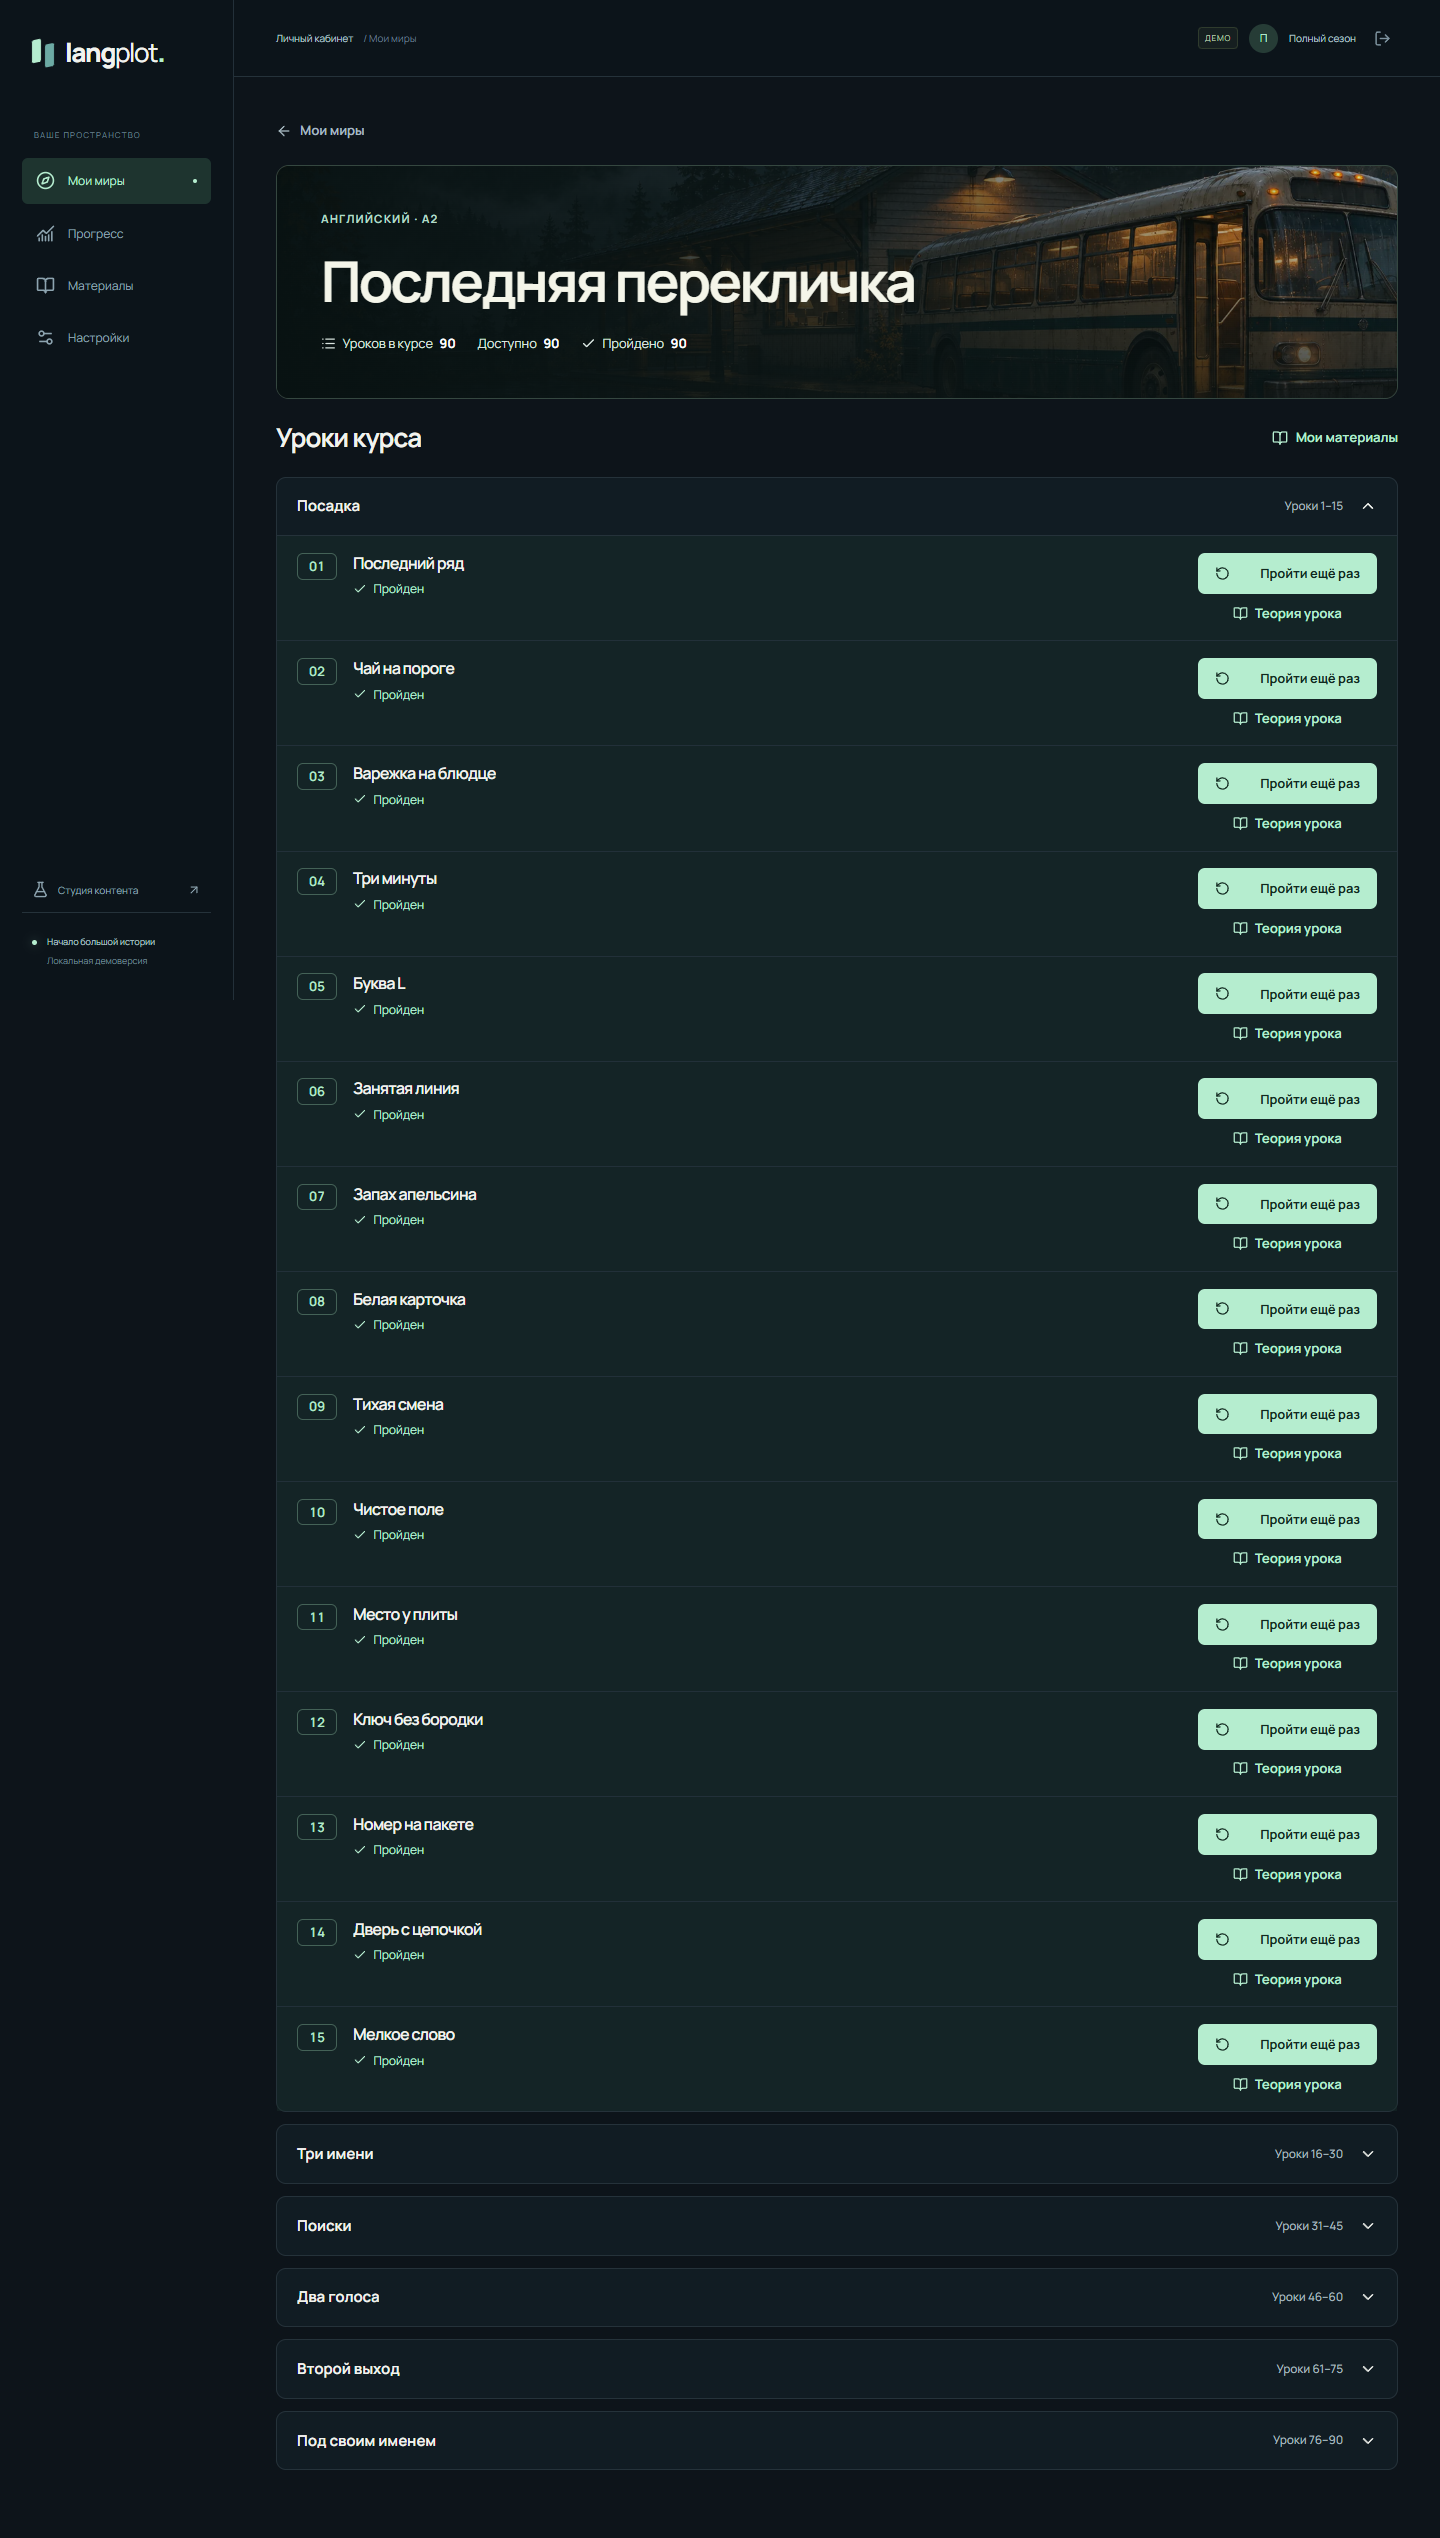 langplot.
Личный кабинет / Мои миры
ДЕМО П Полный сезон
ВАШЕ ПРОСТРАНСТВО
Мои миры
Прогресс
Материалы
Настройки
Студия контента
Начало большой истории
Локальная демоверсия
Мои миры
АНГЛИЙСКИЙ · A2
Последняя перекличка
Уроков в курсе 90 Доступно 90 Пройдено 90
Уроки курса
Мои материалы
Посадка Уроки 1–15
01 Последний ряд Пройти ещё раз
Пройден Теория урока
02 Чай на пороге Пройти ещё раз
Пройден Теория урока
03 Варежка на блюдце Пройти ещё раз
Пройден Теория урока
04 Три минуты Пройти ещё раз
Пройден Теория урока
05 Буква L Пройти ещё раз
Пройден Теория урока
06 Занятая линия Пройти ещё раз
Пройден Теория урока
07 Запах апельсина Пройти ещё раз
Пройден Теория урока
08 Белая карточка Пройти ещё раз
Пройден Теория урока
09 Тихая смена Пройти ещё раз
Пройден Теория урока
10 Чистое поле Пройти ещё раз
Пройден Теория урока
11 Место у плиты Пройти ещё раз
Пройден Теория урока
12 Ключ без бородки Пройти ещё раз
Пройден Теория урока
13 Номер на пакете Пройти ещё раз
Пройден Теория урока
14 Дверь с цепочкой Пройти ещё раз
Пройден Теория урока
15 Мелкое слово Пройти ещё раз
Пройден Теория урока
Три имени Уроки 16–30
Поиски Уроки 31–45
Два голоса Уроки 46–60
Второй выход Уроки 61–75
Под своим именем Уроки 76–90